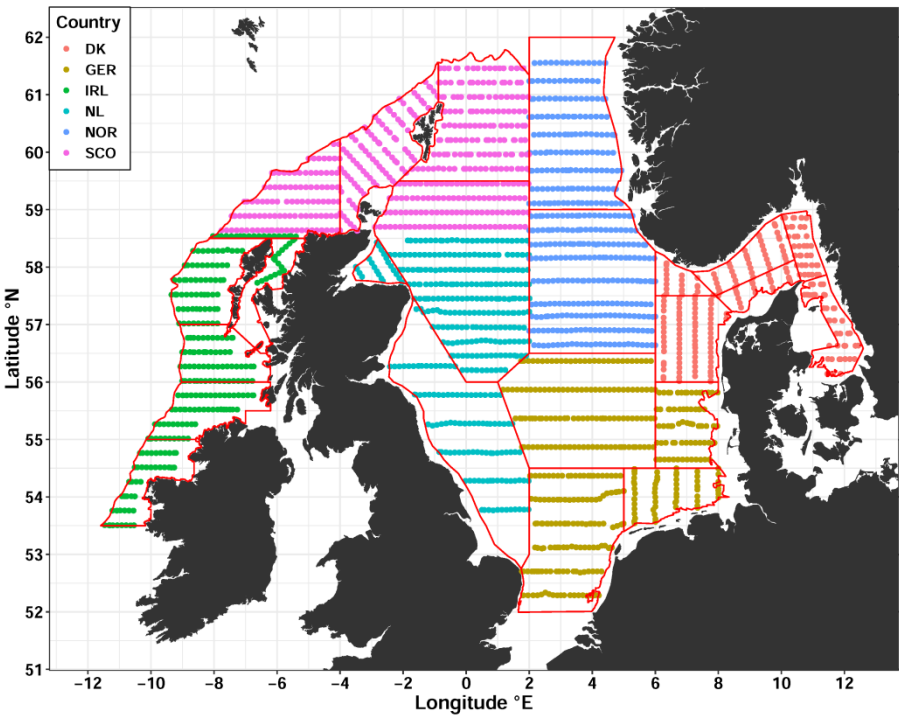 Country
DK
GER
IRL
NL
NOR
SCO
62
61
60
59
58
57
56
55
54
53
52
51
Latitude °N
−12 −10 −8 −6 −4 −2 0 2 4 6 8 10 12
Longitude °E